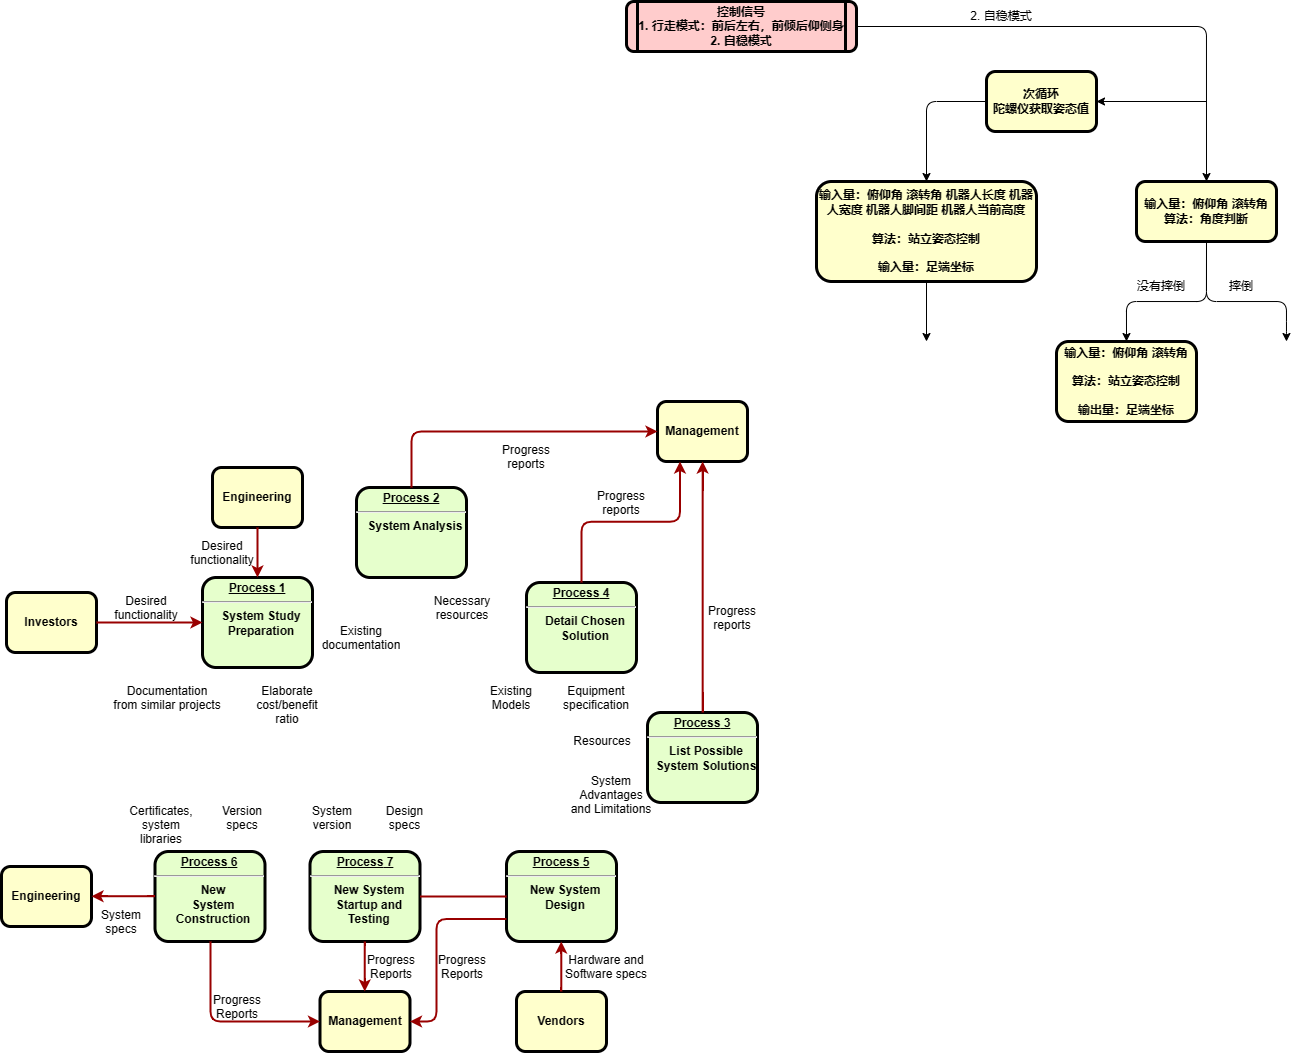 控制信号
1. 行走模式：前后左右，前倾后仰侧身
2. 自稳模式
2. 自稳模式
次循环
陀螺仪获取姿态值
输入量：俯仰角 滚转角 机器人长度 机器
人宽度 机器人脚间距 机器人当前高度
算法：站立姿态控制
输入量：足端坐标
输入量：俯仰角 滚转角
算法：角度判断
没有摔倒
摔倒
输入量：俯仰角 滚转角
算法：站立姿态控制
输出量：足端坐标
Management
Progress
reports
Engineering
Process 2
System Analysis
Progress
reports
Desired
functionality
Process 1
System Study
Preparation
Process 4
Detail Chosen
Solution
Investors
Desired
functionality
Necessary
resources
Progress
reports
Existing
documentation
Documentation
from similar projects
Elaborate
cost/benefit
ratio
Existing
Models
Equipment
specification
Process 3
List Possible
System Solutions
Resources
System
Advantages
and Limitations
Certificates,
system
libraries
Version
specs
System
version
Design
specs
Process 6
New
System
Construction
Process 7
New System
Startup and
Testing
Process 5
New System
Design
Engineering
System
specs
Progress
Reports
Progress
Reports
Hardware and
Software specs
Progress
Reports
Management
Vendors